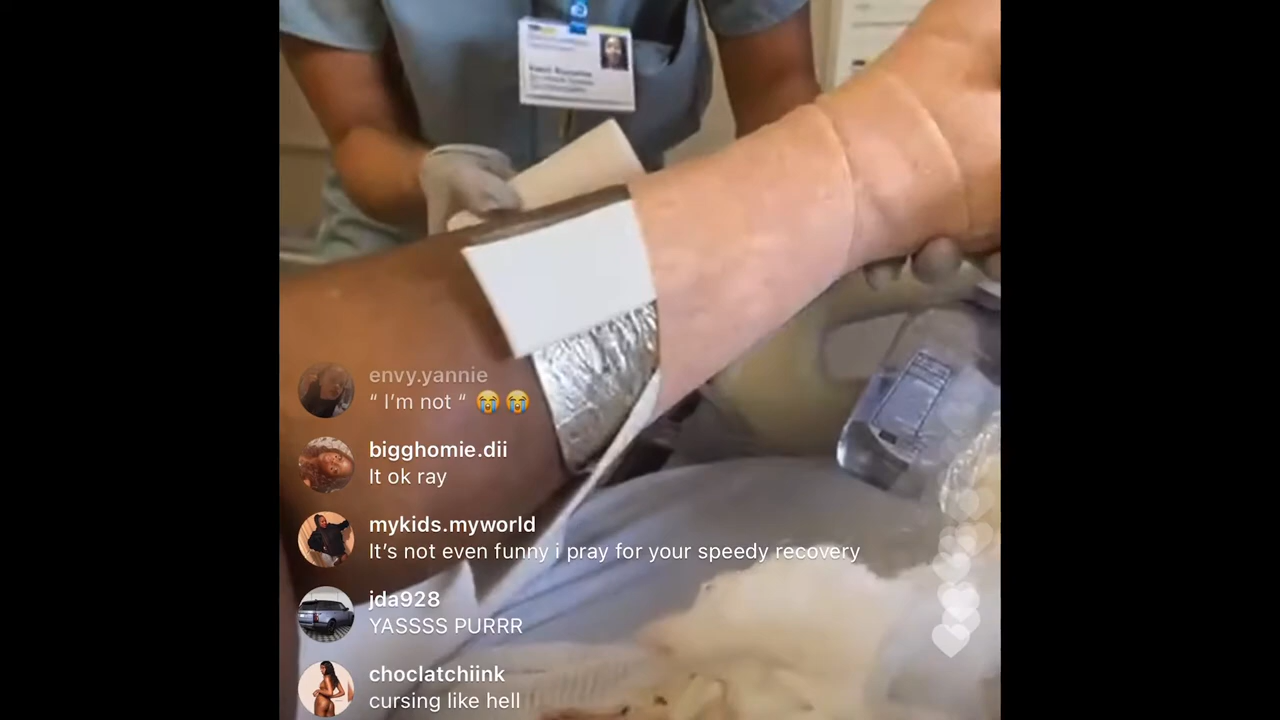 envy.yannie
“ I’m not “ 😭😭
bigghomie.dii
It ok ray
mykids.myworld
It’s not even funny i pray for your speedy recovery
jda928
YASSSS PURRR
choclatchiink
cursing like hell